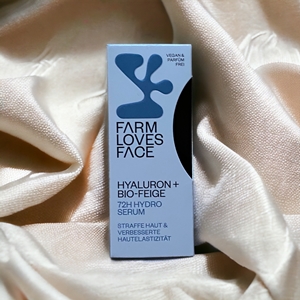 VEGAN &
PARFUM
FREI
FARM
LOVES
FACE
HYALURON +
BIO-FEIGE
72H HYDRO
SERUM
STRAFFE HAUT &
VERBESSERTE
HAUTELASTIZITÄT